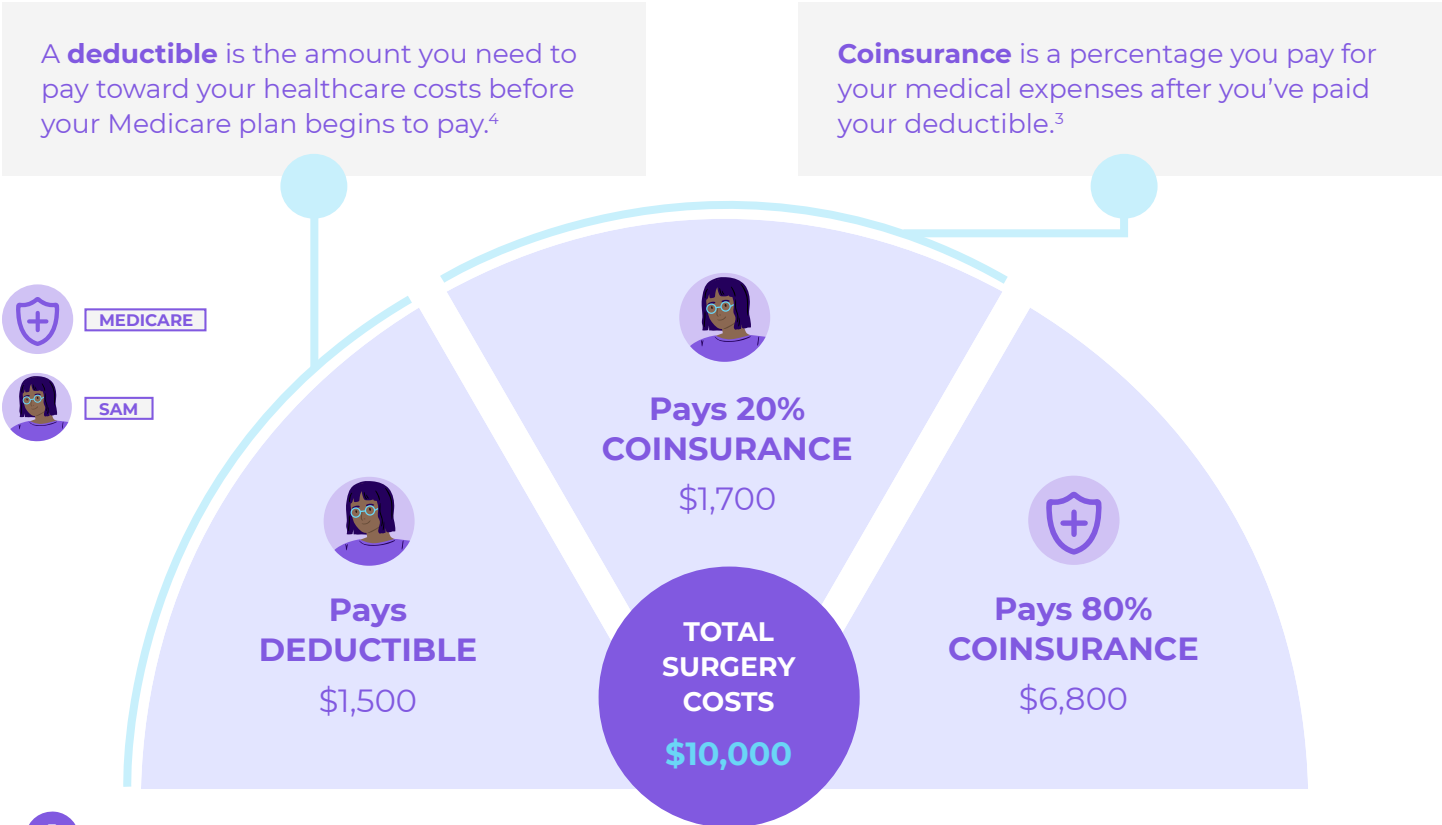 A deductible is the amount you need to
pay toward your healthcare costs before
your Medicare plan begins to pay.⁴
Coinsurance is a percentage you pay for
your medical expenses after you’ve paid
your deductible.³
MEDICARE
SAM
Pays
DEDUCTIBLE
$1,500
Pays 20%
COINSURANCE
$1,700
Pays 80%
COINSURANCE
$6,800
TOTAL
SURGERY
COSTS
$10,000